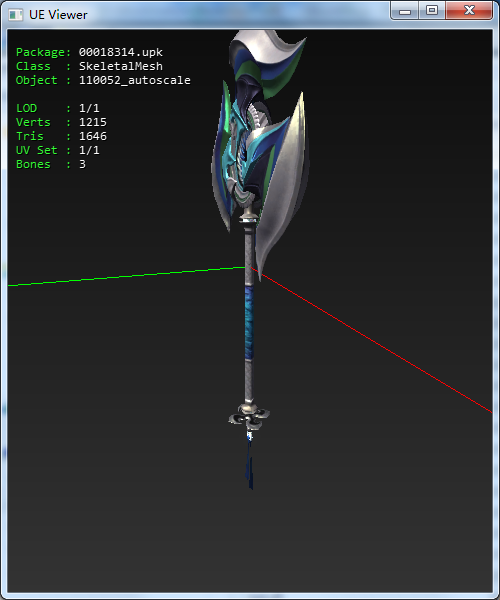 UE Viewer
Package: 00018314.upk
Class : SkeletalMesh
Object : 110052_autoscale
LOD : 1/1
Verts : 1215
Tris : 1646
UV Set : 1/1
Bones : 3